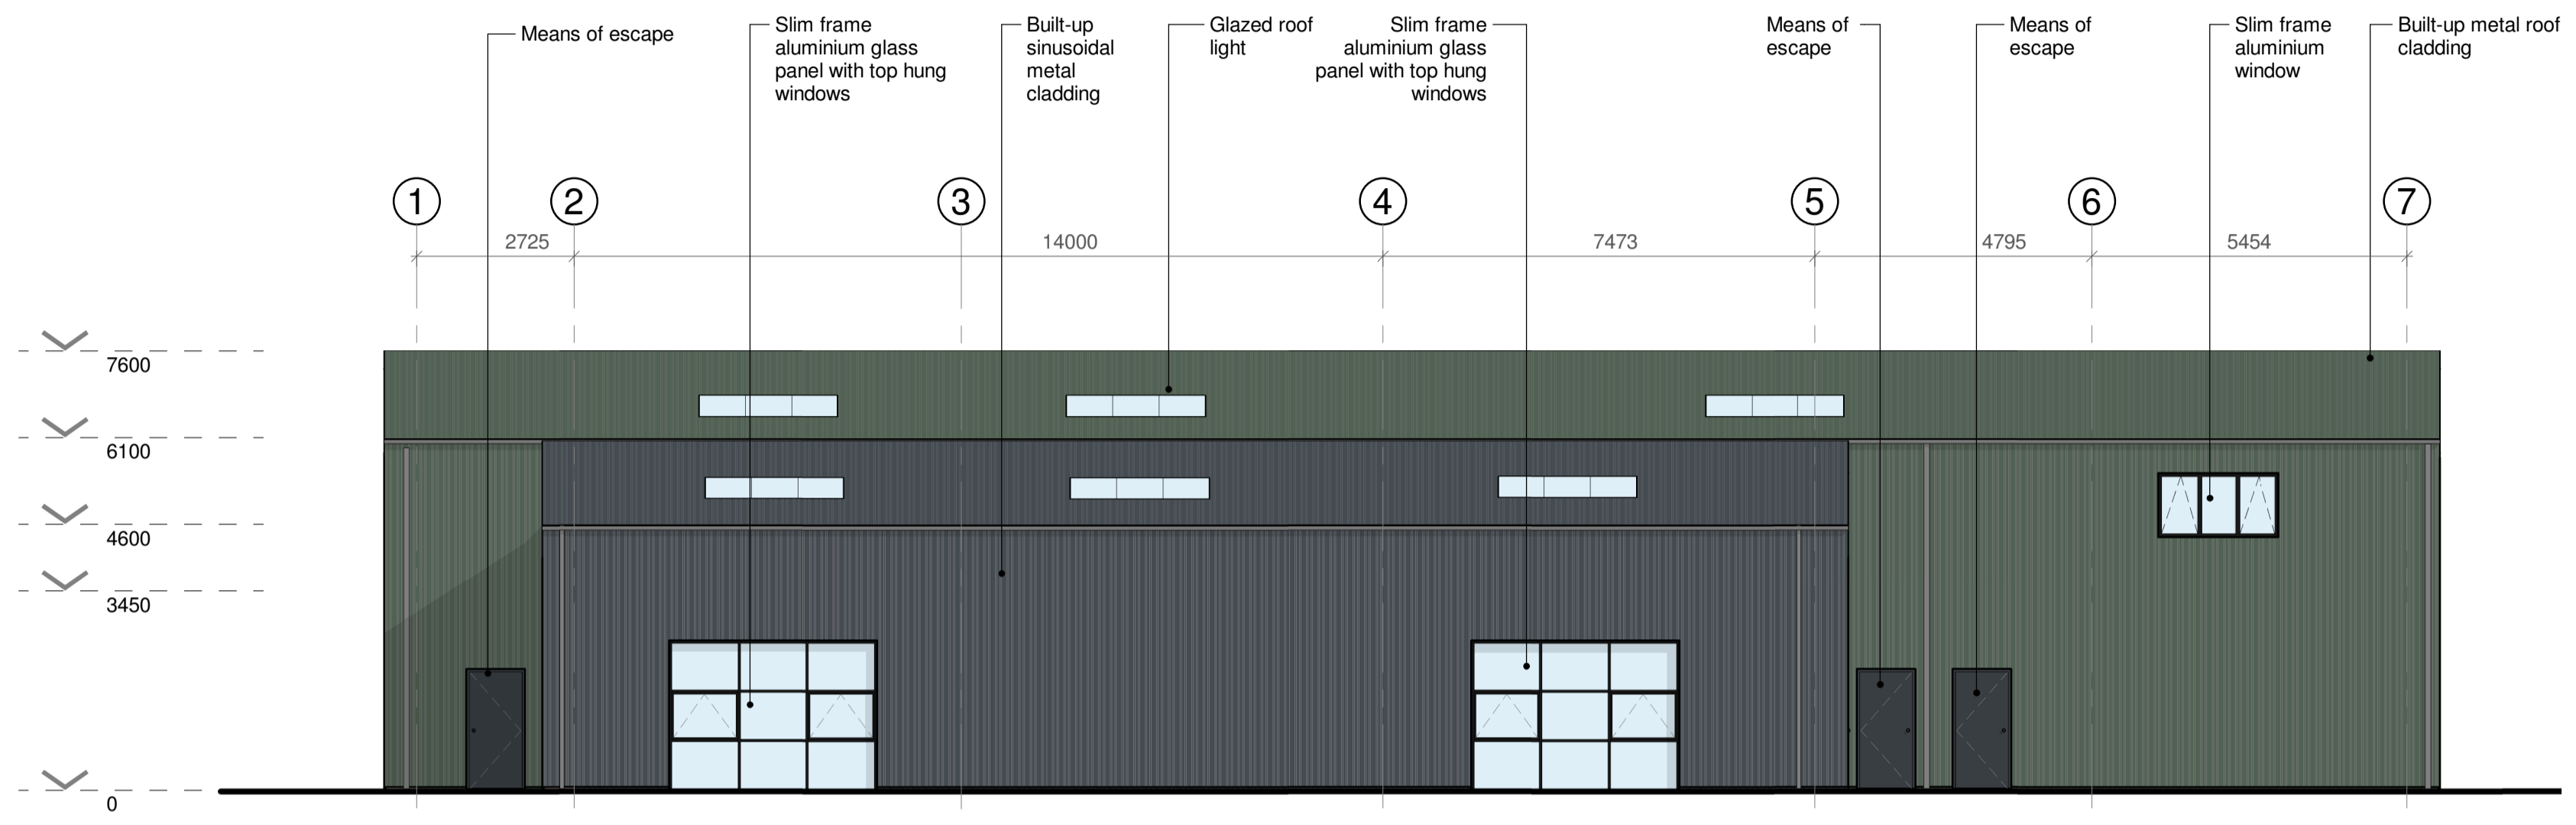 Means of escape
Slim frame
aluminium glass
panel with top hung
windows
Built-up
sinusoidal
metal
cladding
Glazed roof
light
Slim frame
aluminium glass
panel with top hung
windows
Means of
escape
Means of
escape
Slim frame
aluminium
window
Built-up metal roof
cladding
1 2 3 4 5 6 7
2725 14000 7473 4795 5454
7600
6100
4600
3450
0